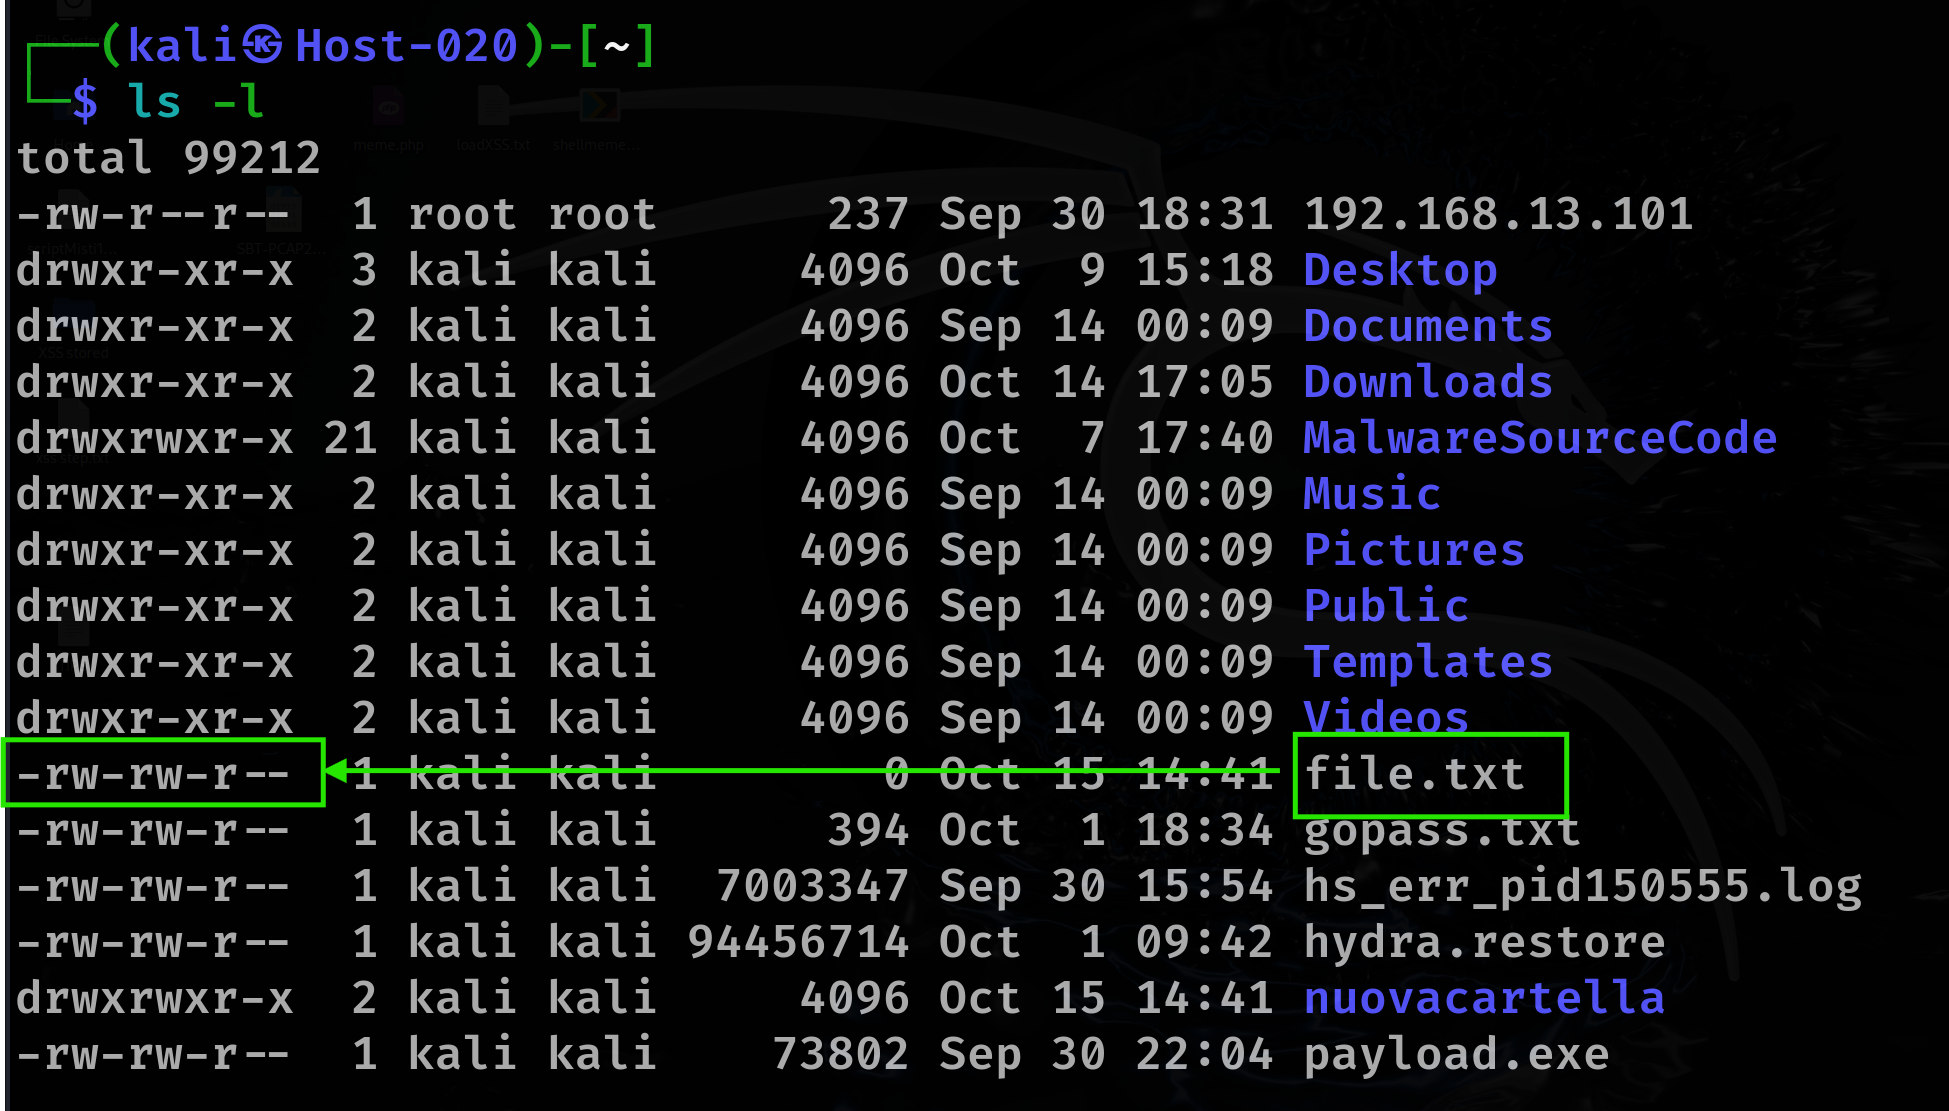 (kali㉿Host-020)-[~]
$ ls -l
total 99212
-rw-r--r--  1 root root      237 Sep 30 18:31 192.168.13.101
drwxr-xr-x  3 kali kali     4096 Oct  9 15:18 Desktop
drwxr-xr-x  2 kali kali     4096 Sep 14 00:09 Documents
drwxr-xr-x  2 kali kali     4096 Oct 14 17:05 Downloads
drwxrwxr-x 21 kali kali     4096 Oct  7 17:40 MalwareSourceCode
drwxr-xr-x  2 kali kali     4096 Sep 14 00:09 Music
drwxr-xr-x  2 kali kali     4096 Sep 14 00:09 Pictures
drwxr-xr-x  2 kali kali     4096 Sep 14 00:09 Public
drwxr-xr-x  2 kali kali     4096 Sep 14 00:09 Templates
drwxr-xr-x  2 kali kali     4096 Sep 14 00:09 Videos
-rw-rw-r--  1 kali kali        0 Oct 15 14:41 file.txt
-rw-rw-r--  1 kali kali      394 Oct  1 18:34 gopass.txt
-rw-rw-r--  1 kali kali  7003347 Sep 30 15:54 hs_err_pid150555.log
-rw-rw-r--  1 kali kali 94456714 Oct  1 09:42 hydra.restore
drwxrwxr-x  2 kali kali     4096 Oct 15 14:41 nuovacartella
-rw-rw-r--  1 kali kali    73802 Sep 30 22:04 payload.exe
meme.php
loadXSS.txt
shellmeme...
SBT-PCAP2...
XSS stored